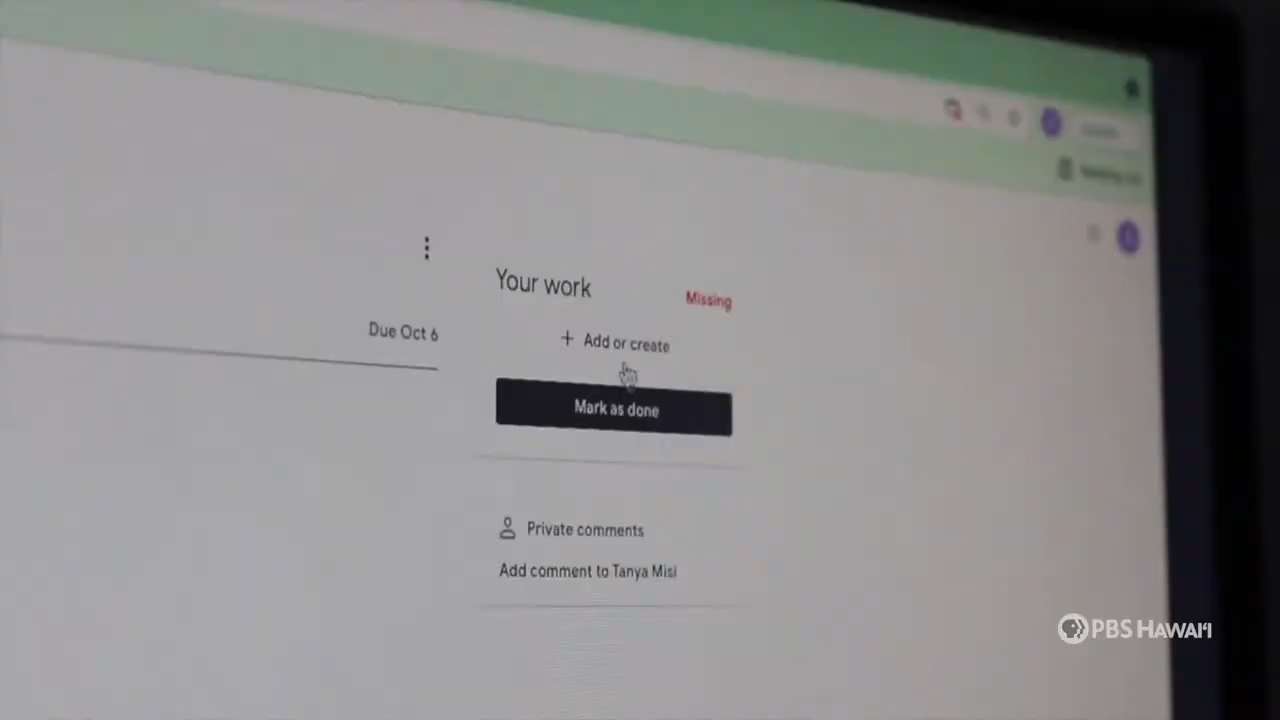 Your work
Missing
Due Oct 6
+ Add or create
Mark as done
Private comments
Add comment to Tanya Misi
PBS HAWAI'I